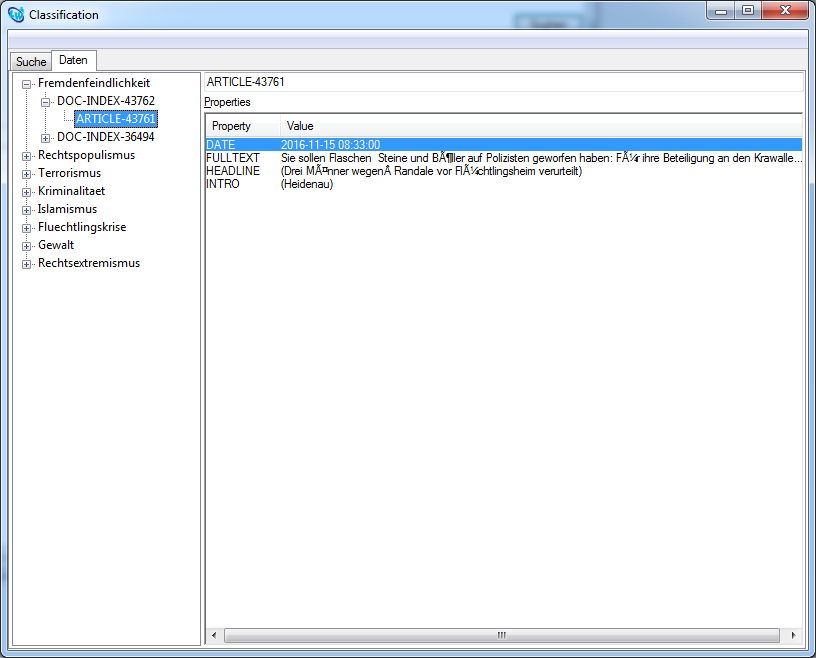 Classification
Suche Daten
Fremdenfeindlichkeit
DOC-INDEX-43762
ARTICLE-43761
DOC-INDEX-36494
Rechtspopulismus
Terrorismus
Kriminalitaet
Islamismus
Fluechtlingskrise
Gewalt
Rechtsextremismus
ARTICLE-43761
Properties
Property Value
DATE 2016-11-15 08:33:00
FULLTEXT Sie sollen Flaschen  Steine und BÃ¶ller auf Polizisten geworfen haben: FÃ¼r ihre Beteiligung an den Krawalle...
HEADLINE (Drei MÃ¤nner wegenÂ Randale vor FlÃ¼chtlingsheim verurteilt)
INTRO (Heidenau)